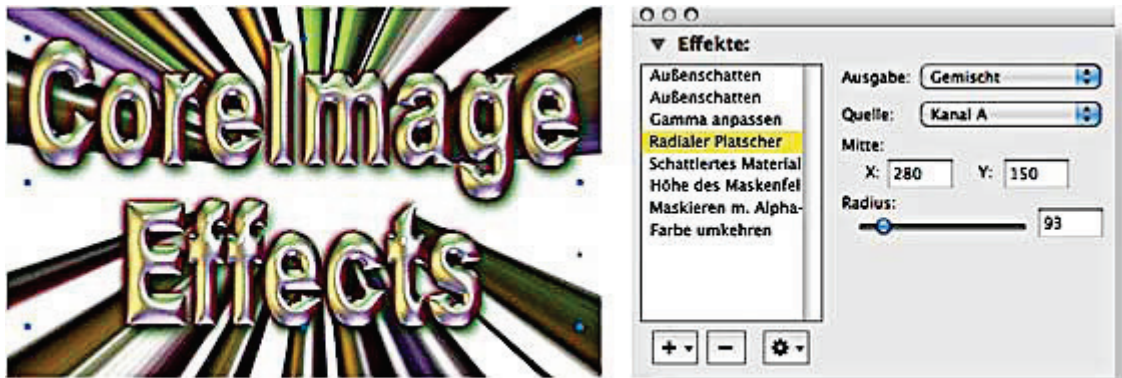 CoreImage
Effects
Effekte:
Außenschatten
Außenschatten
Gamma anpassen
Radialer Platscher
Schattiertes Material
Höhe des Maskenfel
Maskieren m. Alpha-
Farbe umkehren
Ausgabe: Gemischt
Quelle: Kanal A
Mitte:
X: 280 Y: 150
Radius:
93